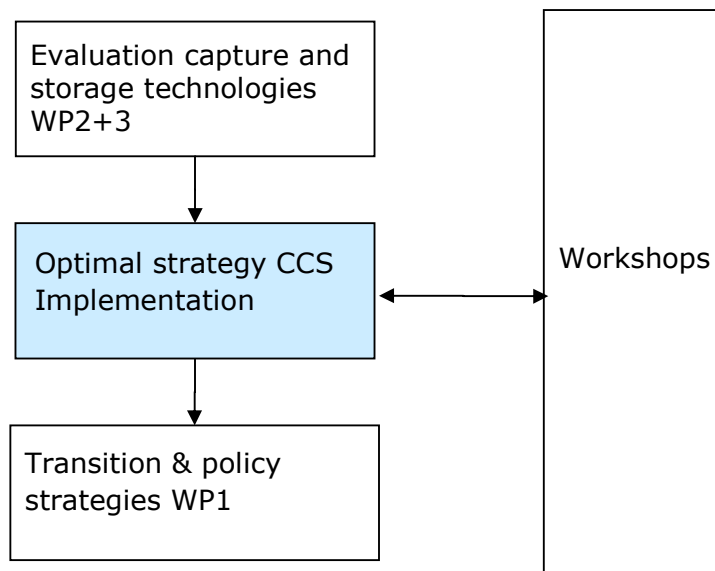 Evaluation capture and
storage technologies
WP2+3
Optimal strategy CCS
Implementation
Workshops
Transition & policy
strategies WP1